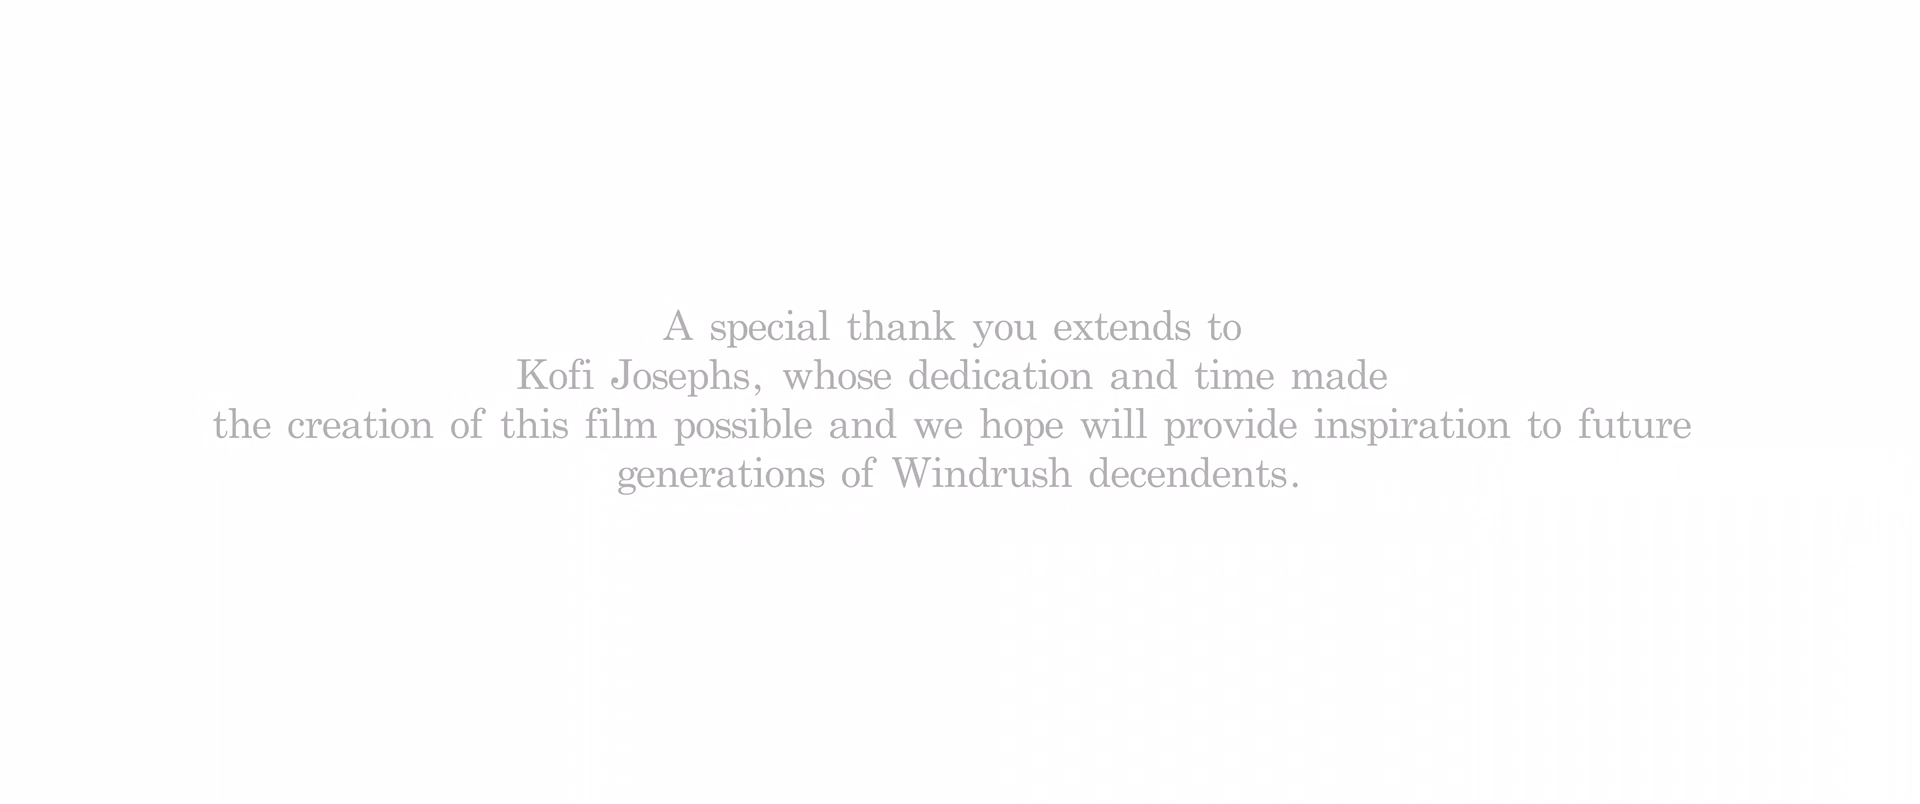 A special thank you extends to
Kofi Josephs, whose dedication and time made
the creation of this film possible and we hope will provide inspiration to future
generations of Windrush decendents.